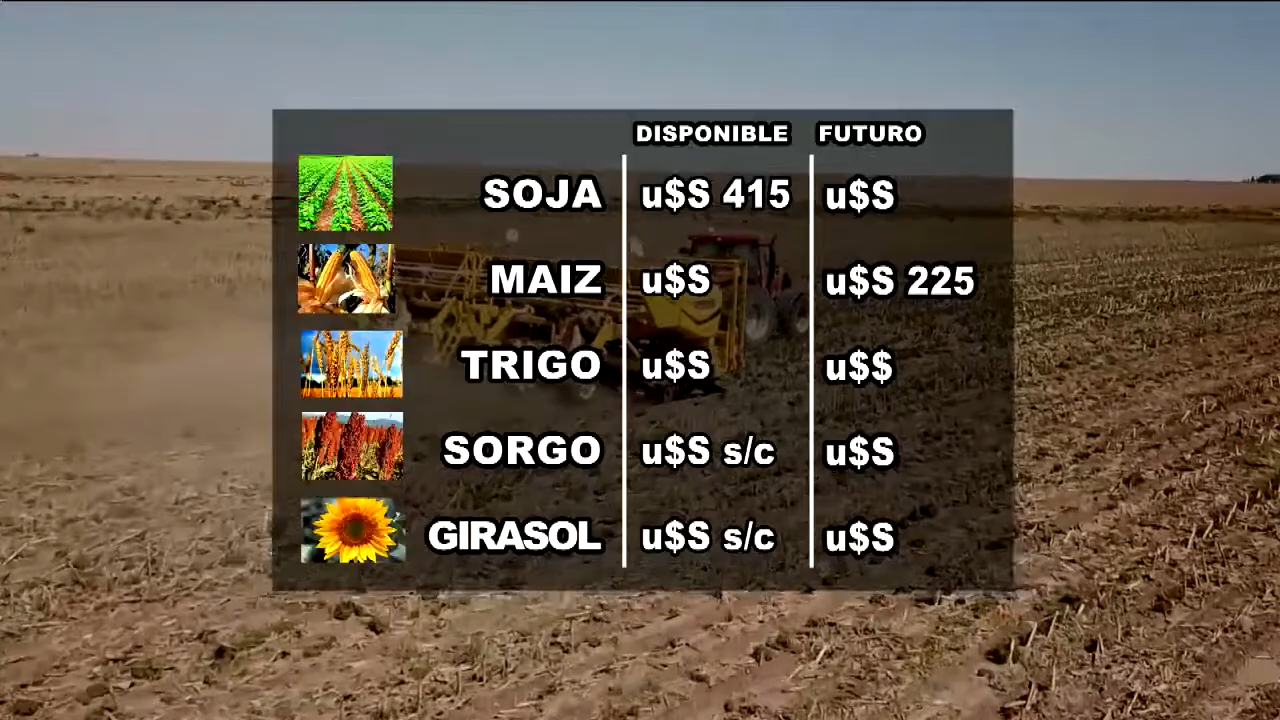 DISPONIBLE FUTURO
SOJA u$S 415 u$S
MAIZ u$S u$S 225
TRIGO u$S u$$
SORGO u$S s/c u$S
GIRASOL u$S s/c u$S